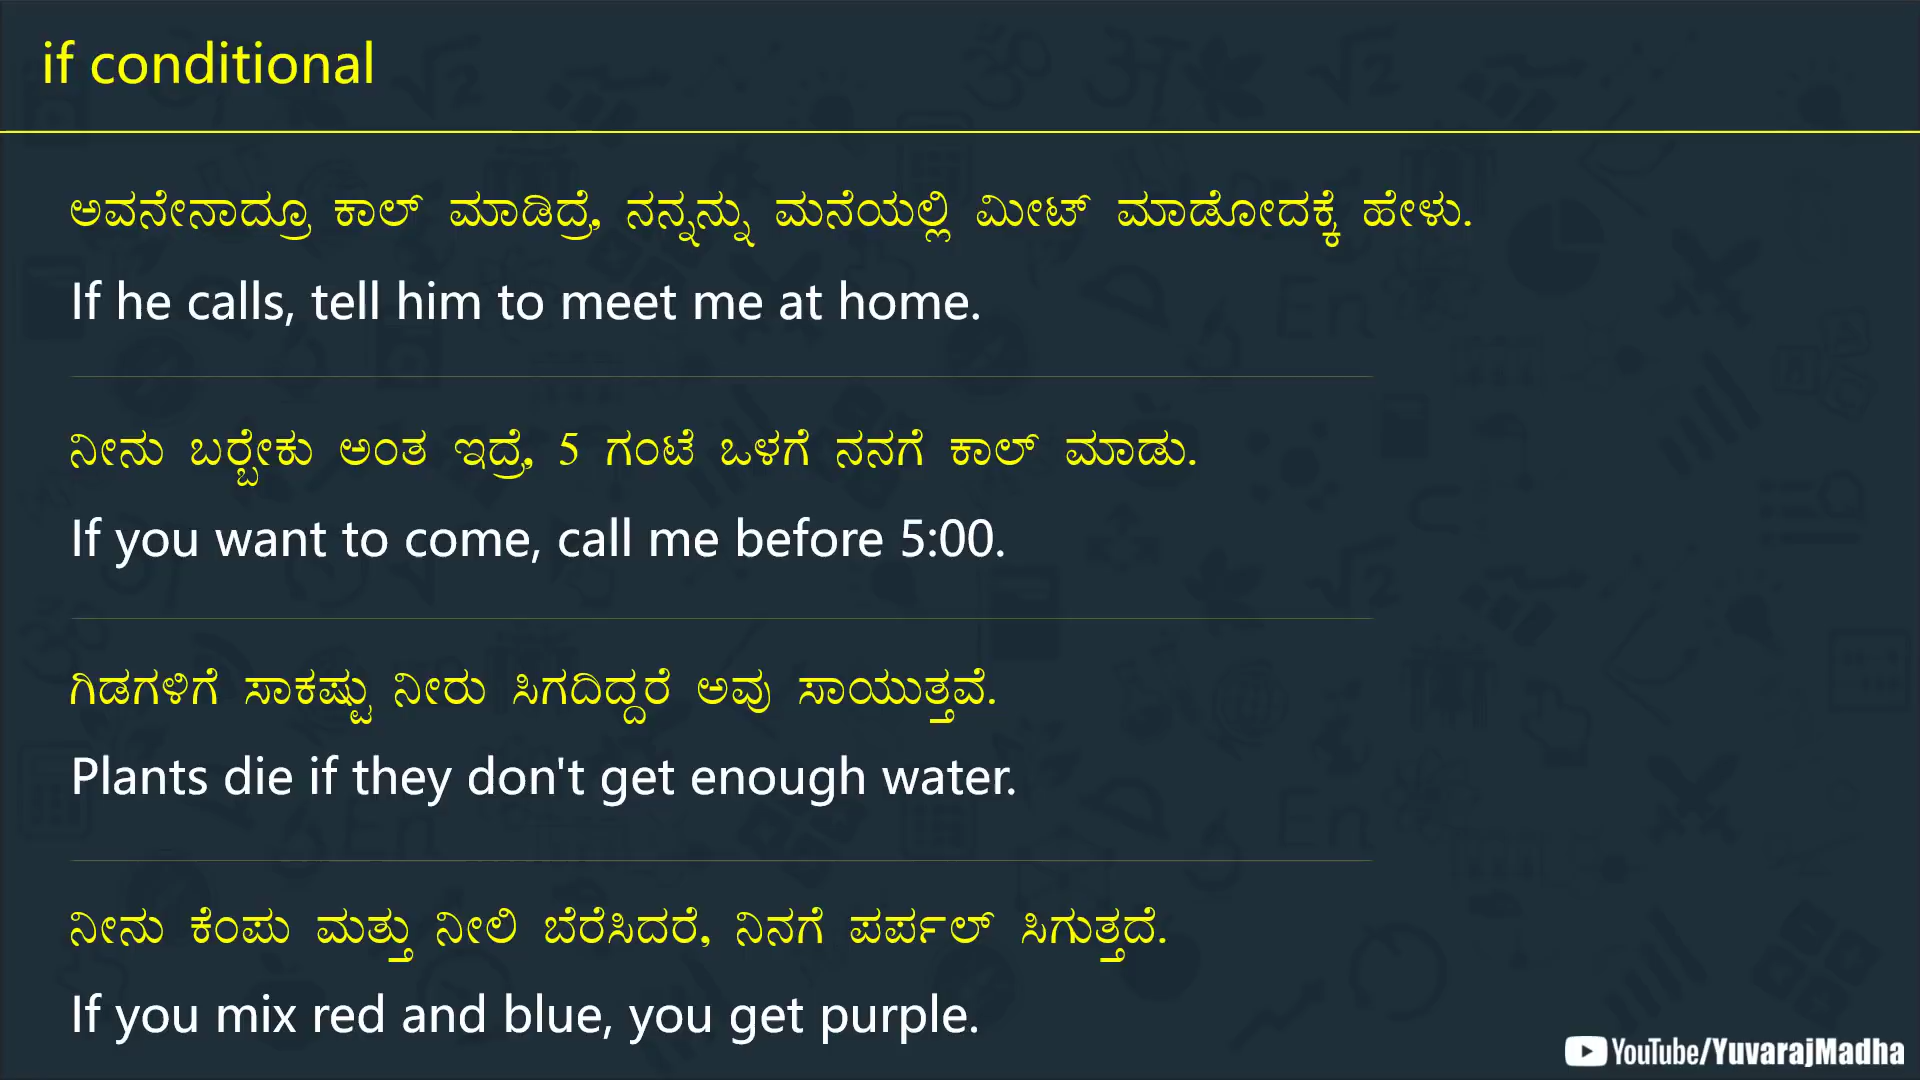 if conditional
ಅವನೇನಾದ್ರೂ ಕಾಲ್ ಮಾಡಿದ್ರೆ, ನನ್ನನ್ನು ಮನೆಯಲ್ಲಿ ಮೀಟ್ ಮಾಡೋದಕ್ಕೆ ಹೇಳು.
If he calls, tell him to meet me at home.
ನೀನು ಬರ‍್ಬೇಕು ಅಂತ ಇದ್ರೆ, 5 ಗಂಟೆ ಒಳಗೆ ನನಗೆ ಕಾಲ್ ಮಾಡು.
If you want to come, call me before 5:00.
ಗಿಡಗಳಿಗೆ ಸಾಕಷ್ಟು ನೀರು ಸಿಗದಿದ್ದರೆ ಅವು ಸಾಯುತ್ತವೆ.
Plants die if they don't get enough water.
ನೀನು ಕೆಂಪು ಮತ್ತು ನೀಲಿ ಬೆರೆಸಿದರೆ, ನಿನಗೆ ಪರ್ಪಲ್ ಸಿಗುತ್ತದೆ.
If you mix red and blue, you get purple.
YouTube/YuvarajMadha